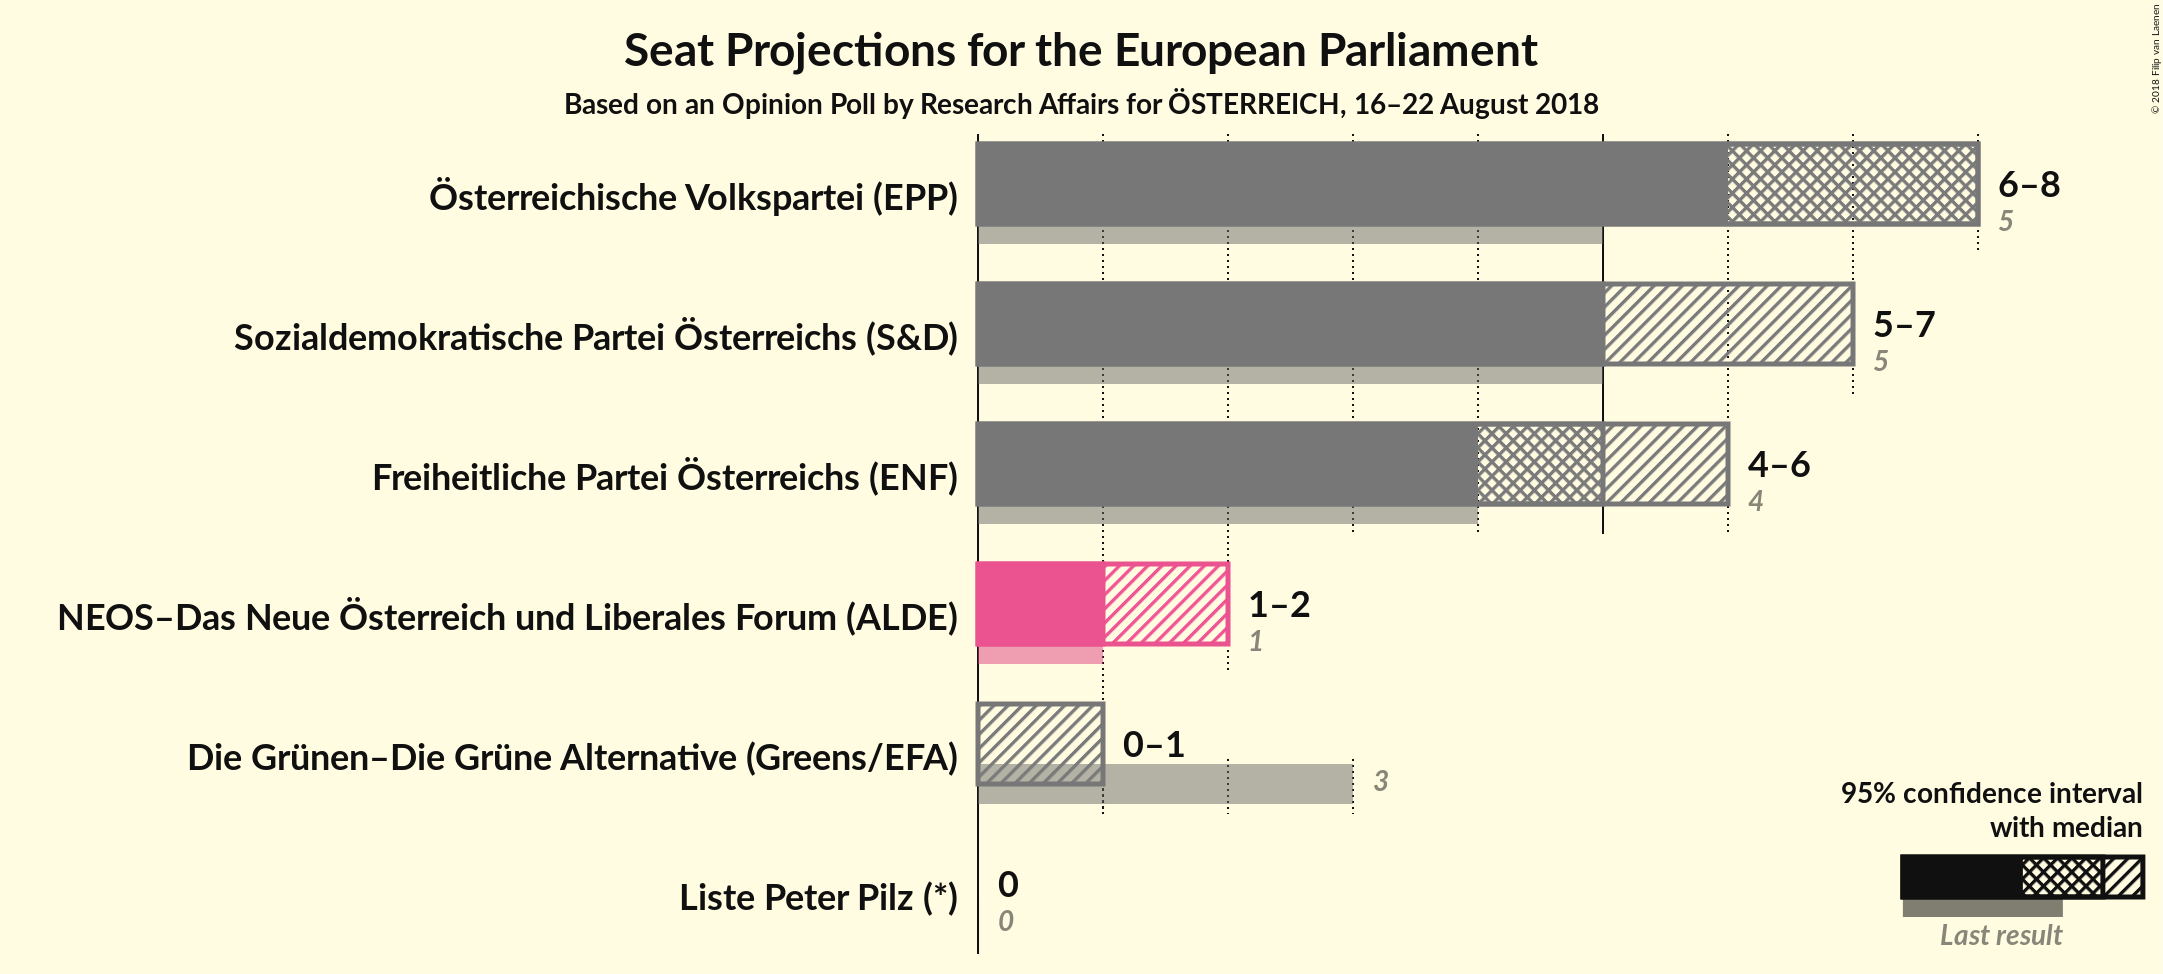 Seat Projections for the European Parliament
Based on an Opinion Poll by Research Affairs for ÖSTERREICH, 16–22 August 2018
© 2018 Filip van Laenen
Österreichische Volkspartei (EPP)
6–8
5
Sozialdemokratische Partei Österreichs (S&D)
5–7
5
Freiheitliche Partei Österreichs (ENF)
4–6
4
NEOS–Das Neue Österreich und Liberales Forum (ALDE)
1–2
1
Die Grünen–Die Grüne Alternative (Greens/EFA)
0–1
3
Liste Peter Pilz (*)
0
0
95% confidence interval
with median
Last result